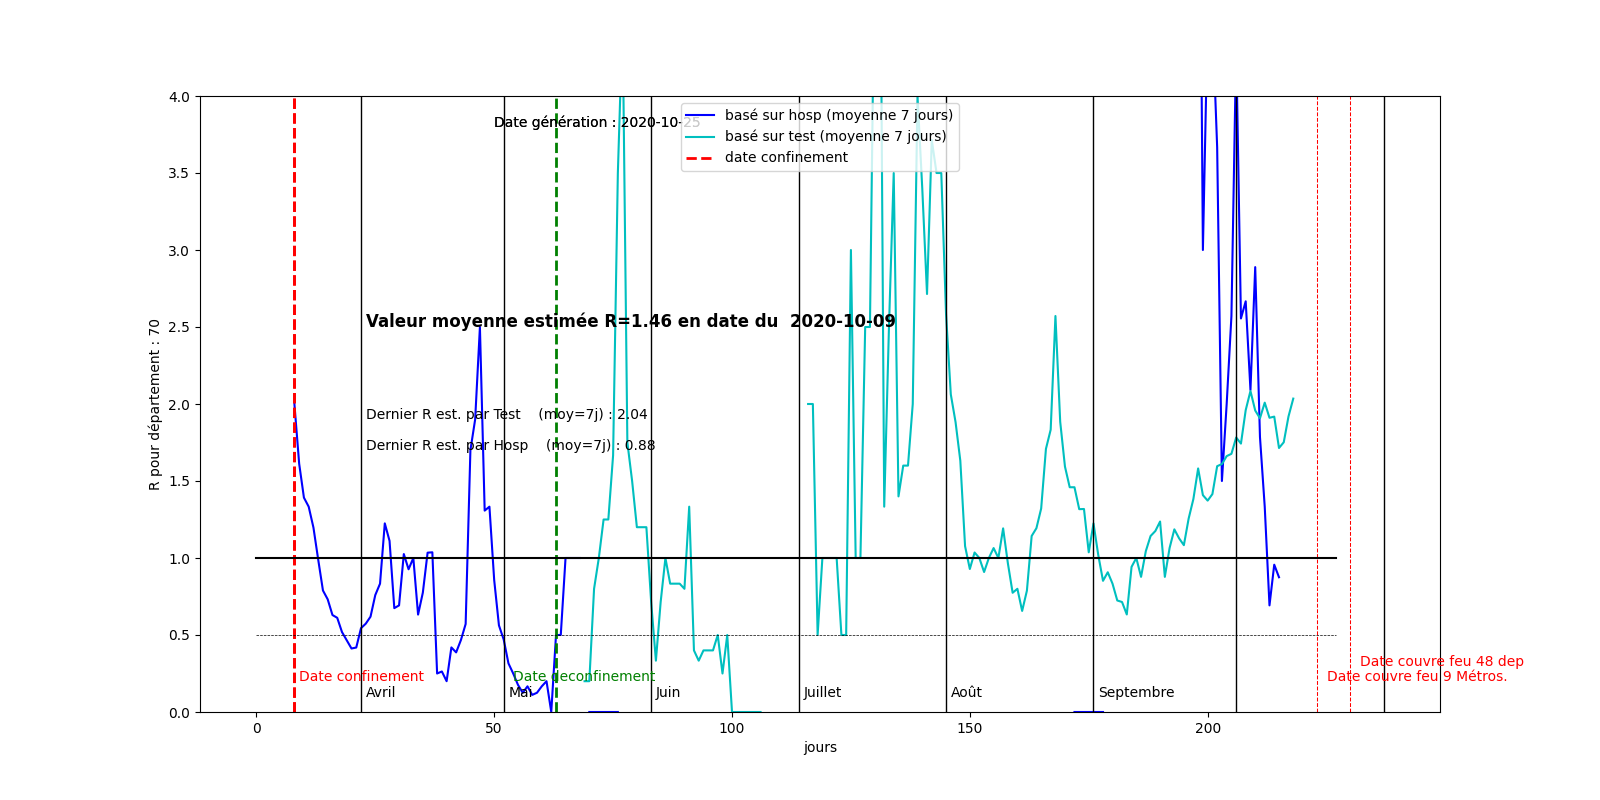 4.0
3.5
3.0
2.5
2.0
1.5
1.0
0.5
0.0
R pour département : 70
Date génération : 2020-10-25
basé sur hosp (moyenne 7 jours)
basé sur test (moyenne 7 jours)
date confinement
Valeur moyenne estimée R=1.46 en date du 2020-10-09
Dernier R est. par Test (moy=7j) : 2.04
Dernier R est. par Hosp (moy=7j) : 0.88
Date couvre feu 48 dep
Date confinement
Date deconfinement
Date couvre feu 9 Métros.
Avril
Mai
Juin
Juillet
Août
Septembre
0
50
100
150
200
jours